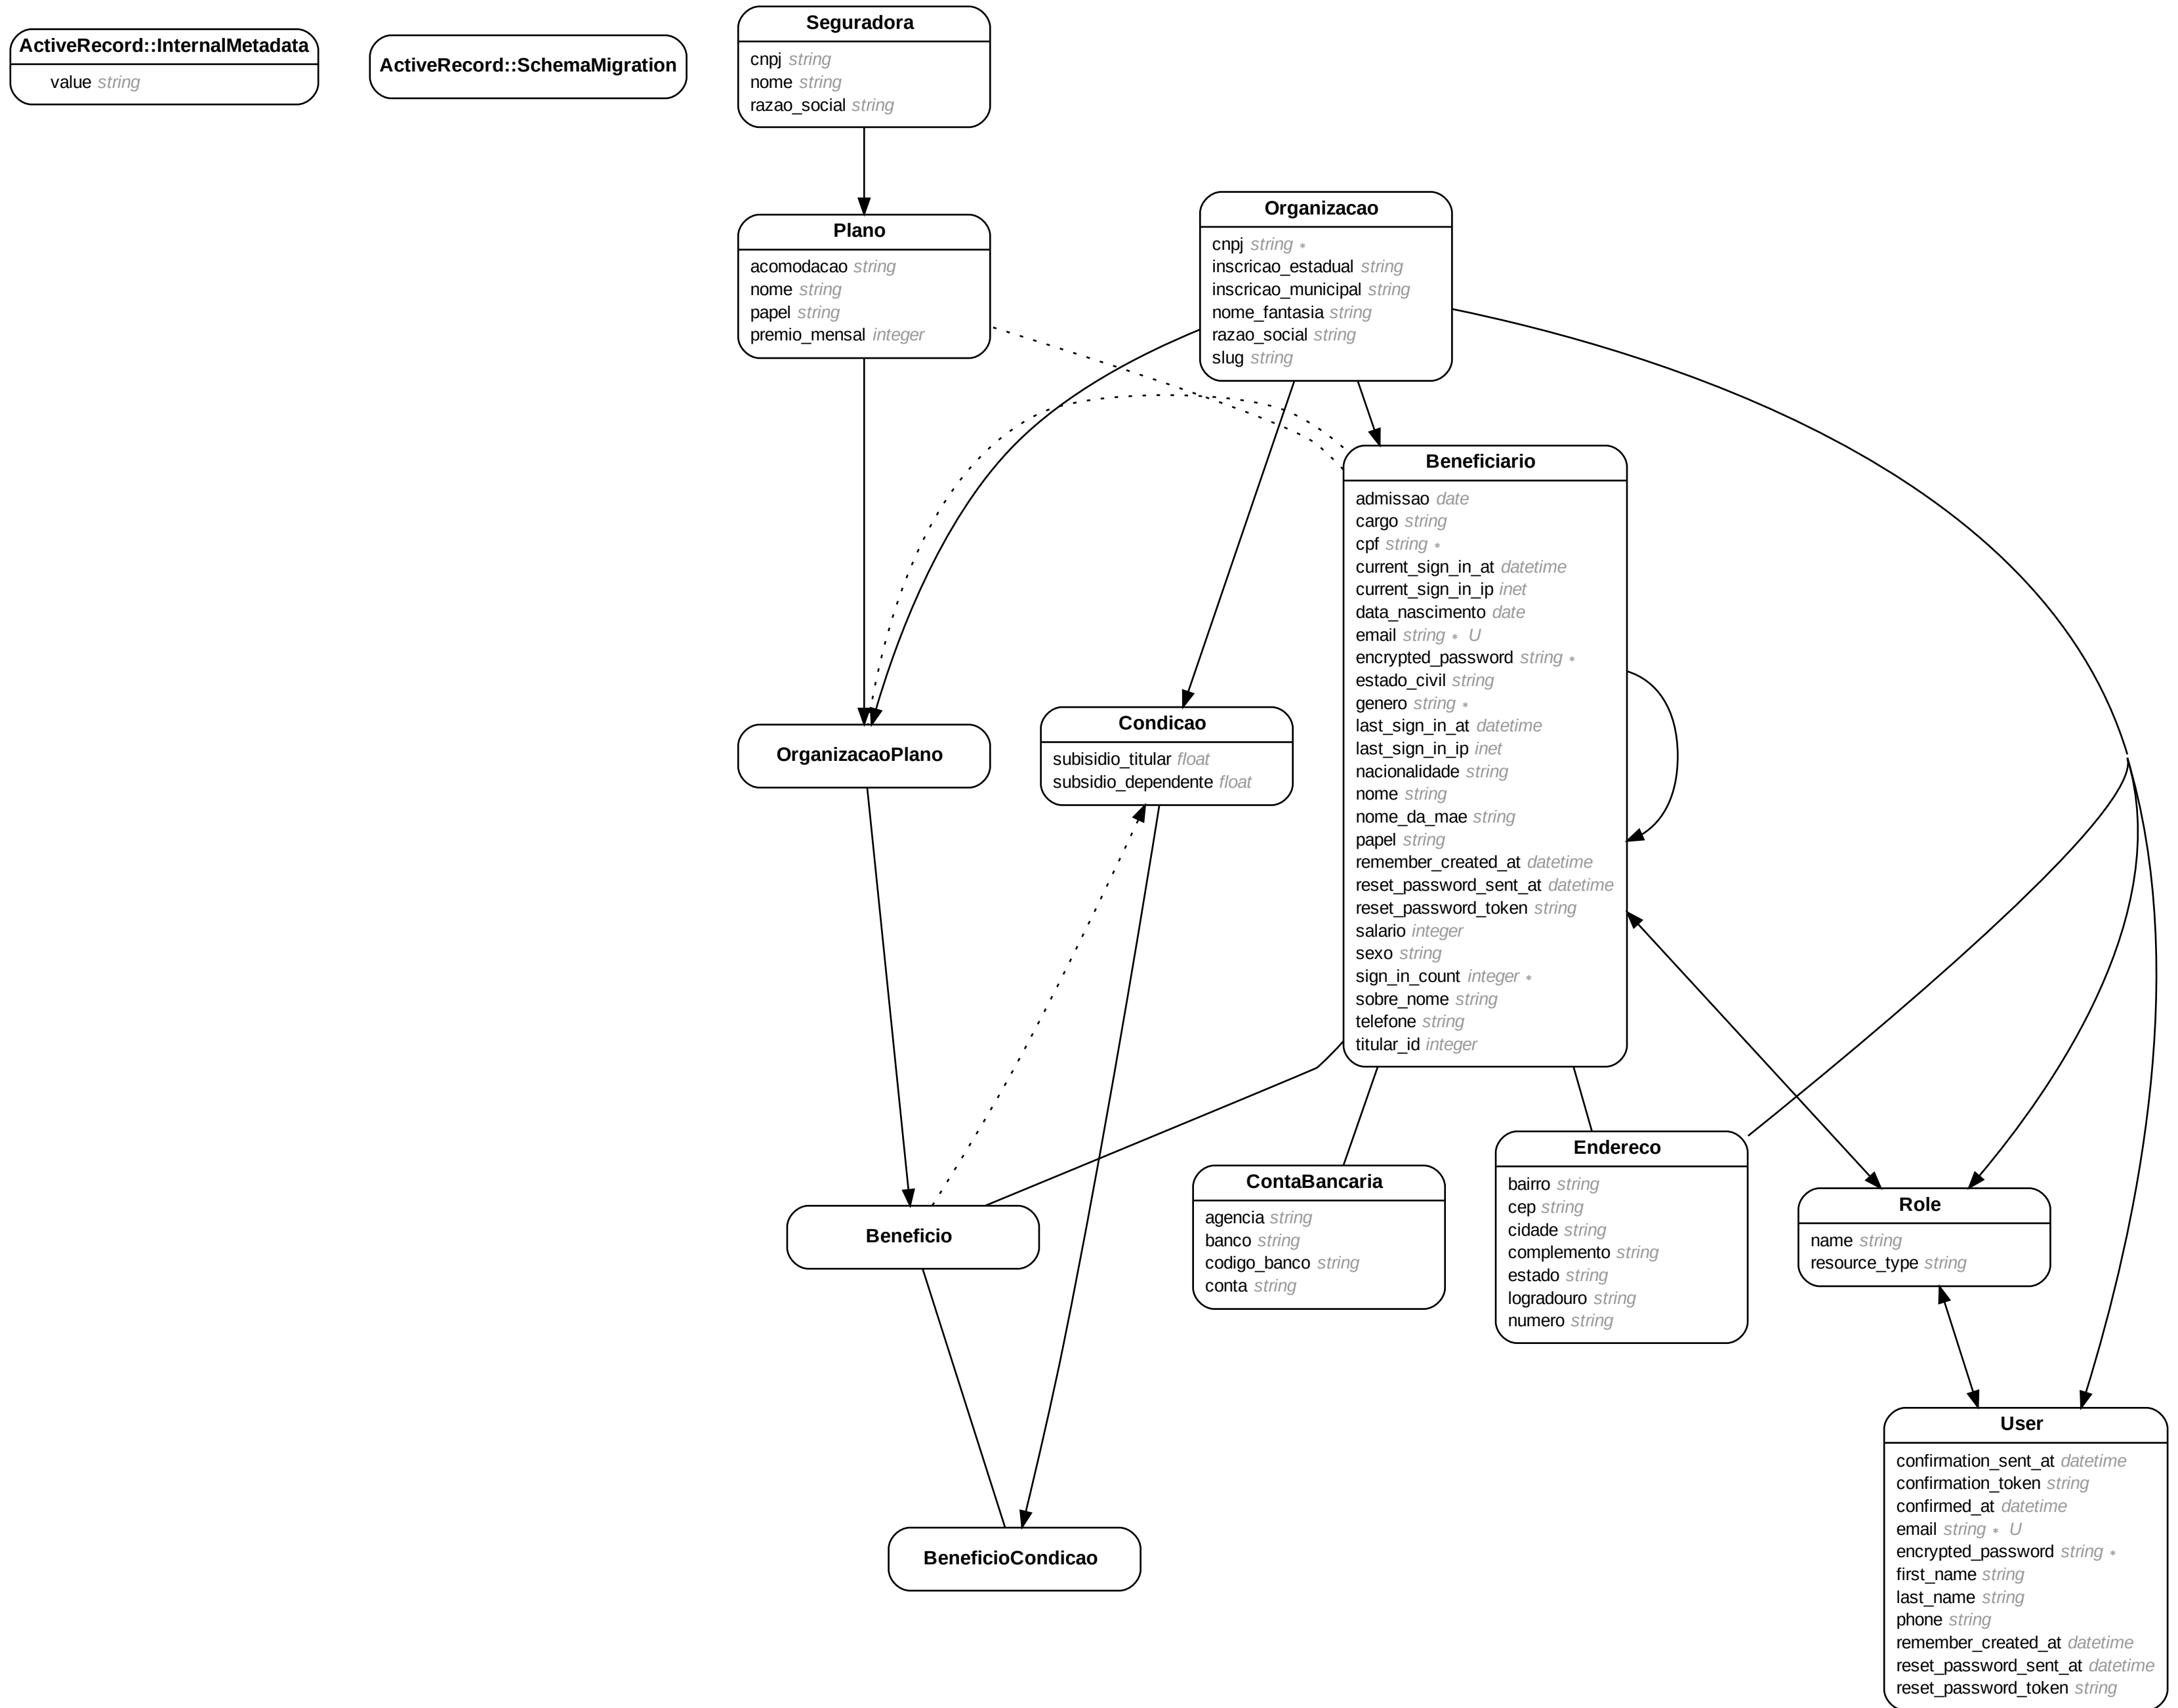 ActiveRecord::InternalMetadata
value string
ActiveRecord::SchemaMigration
Seguradora
cnpj string
nome string
razao_social string
Plano
acomodacao string
nome string
papel string
premio_mensal integer
Organizacao
cnpj string *
inscricao_estadual string
inscricao_municipal string
nome_fantasia string
razao_social string
slug string
Beneficiario
admissao date
cargo string
cpf string *
current_sign_in_at datetime
current_sign_in_ip inet
data_nascimento date
email string * U
encrypted_password string *
estado_civil string
genero string *
last_sign_in_at datetime
last_sign_in_ip inet
nacionalidade string
nome string
nome_da_mae string
papel string
remember_created_at datetime
reset_password_sent_at datetime
reset_password_token string
salario integer
sexo string
sign_in_count integer *
sobre_nome string
telefone string
titular_id integer
OrganizacaoPlano
Condicao
subisidio_titular float
subsidio_dependente float
Beneficio
ContaBancaria
agencia string
banco string
codigo_banco string
conta string
Endereco
bairro string
cep string
cidade string
complemento string
estado string
logradouro string
numero string
Role
name string
resource_type string
BeneficioCondicao
User
confirmation_sent_at datetime
confirmation_token string
confirmed_at datetime
email string * U
encrypted_password string *
first_name string
last_name string
phone string
remember_created_at datetime
reset_password_sent_at datetime
reset_password_token string